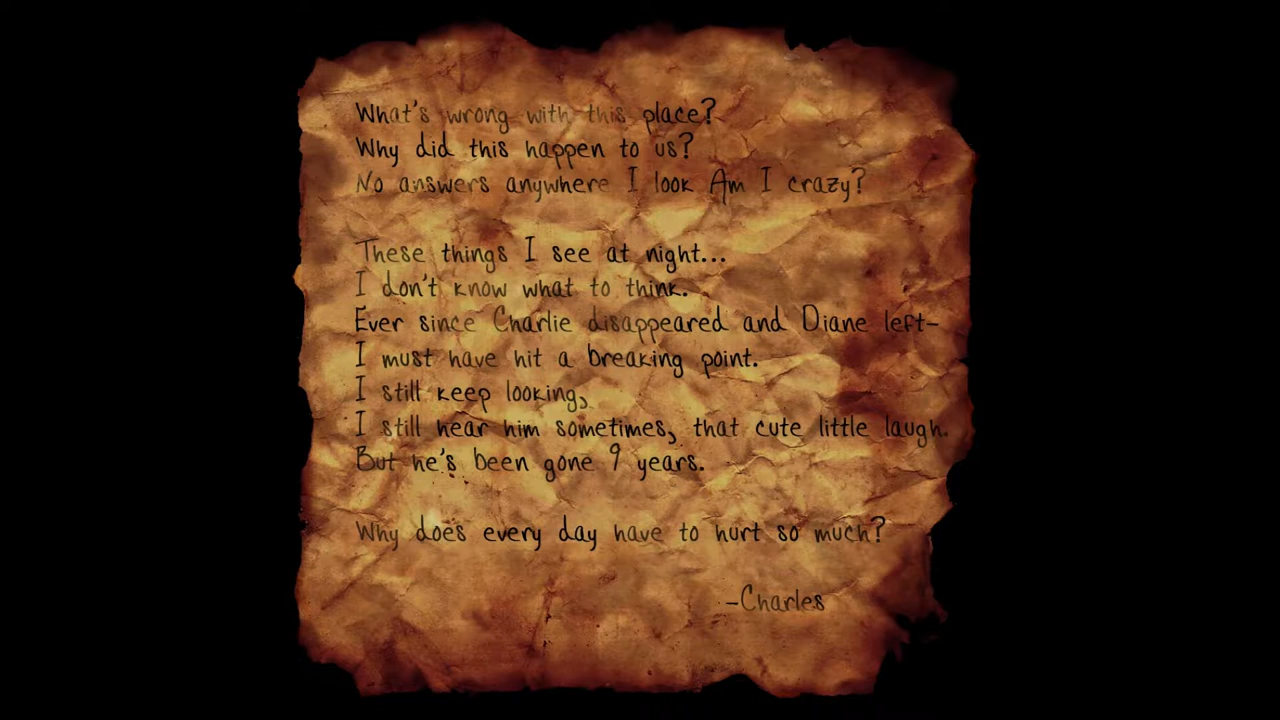 What's wrong with this place?
Why did this happen to us?
No answers anywhere I look Am I crazy?
These things I see at night...
I don't know what to think.
Ever since Charlie disappeared and Diane left-
I must have hit a breaking point.
I still keep looking,
I still hear him sometimes, that cute little laugh.
But he's been gone 9 years.
Why does every day have to hurt so much?
-Charles